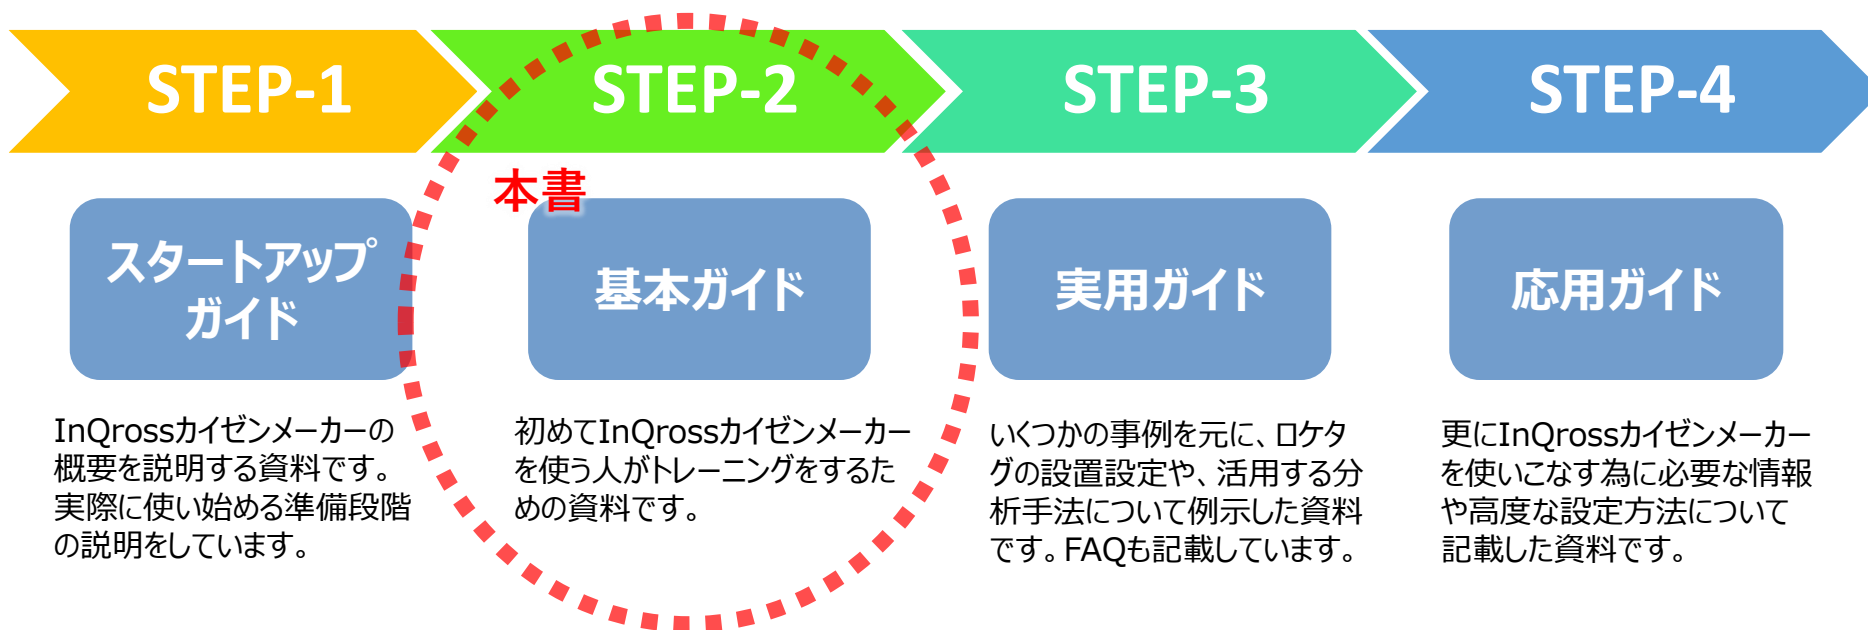 STEP-1
STEP-2
STEP-3
STEP-4
本書
スタートアップ
ガイド
基本ガイド
実用ガイド
応用ガイド
InQrossカイゼンメーカーの
概要を説明する資料です。
実際に使い始める準備段階
の説明をしています。
初めてInQrossカイゼンメーカー
を使う人がトレーニングをするた
めの資料です。
いくつかの事例を元に、ロケタ
グの設置設定や、活用する分
析手法について例示した資料
です。FAQも記載しています。
更にInQrossカイゼンメーカー
を使いこなす為に必要な情報
や高度な設定方法について
記載した資料です。